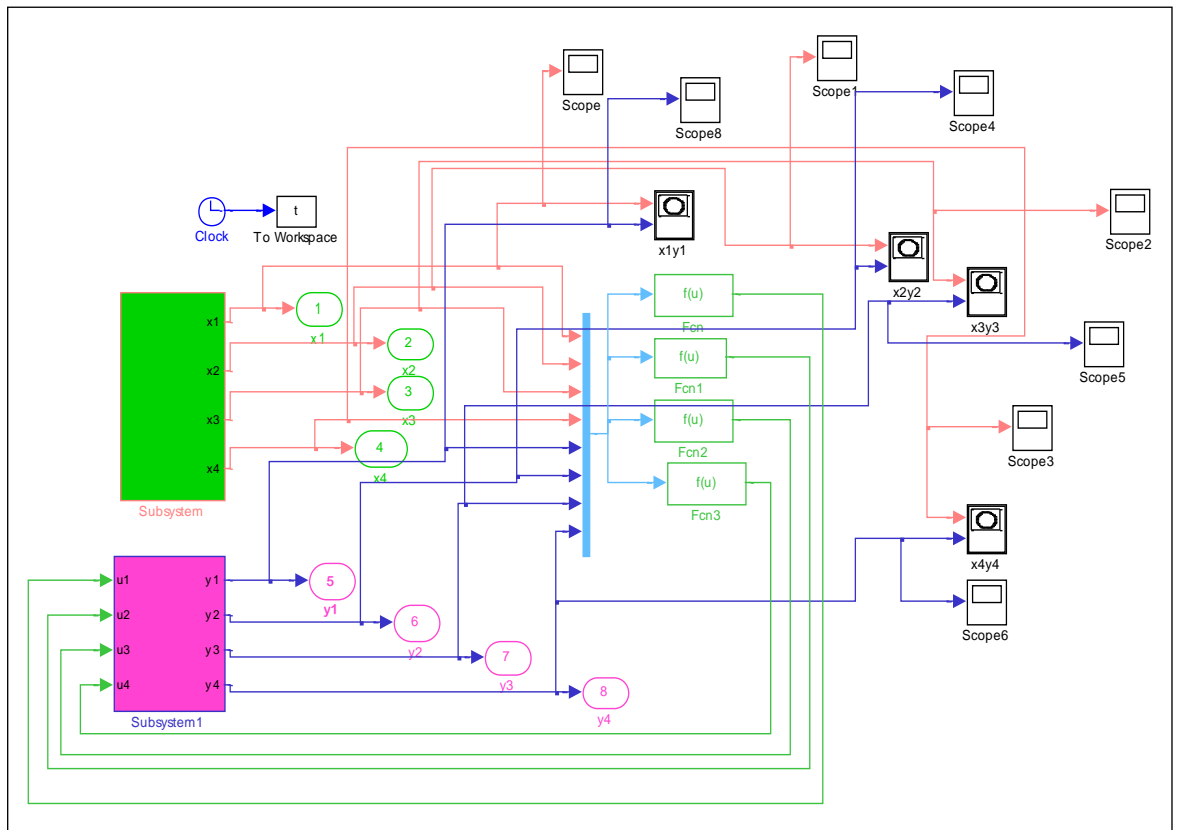 Scope
Scope1
Scope8
Scope4
Clock
t
To Workspace
x1y1
Scope2
x2y2
x3y3
x1
1
x1
f(u)
Fcn
x2
2
x2
f(u)
Fcn1
Scope5
x3
3
x3
f(u)
Fcn2
x4
4
x4
f(u)
Fcn3
Scope3
Subsystem
x4y4
u1
y1
5
y1
u2
y2
6
y2
Scope6
u3
y3
7
y3
u4
y4
8
y4
Subsystem1